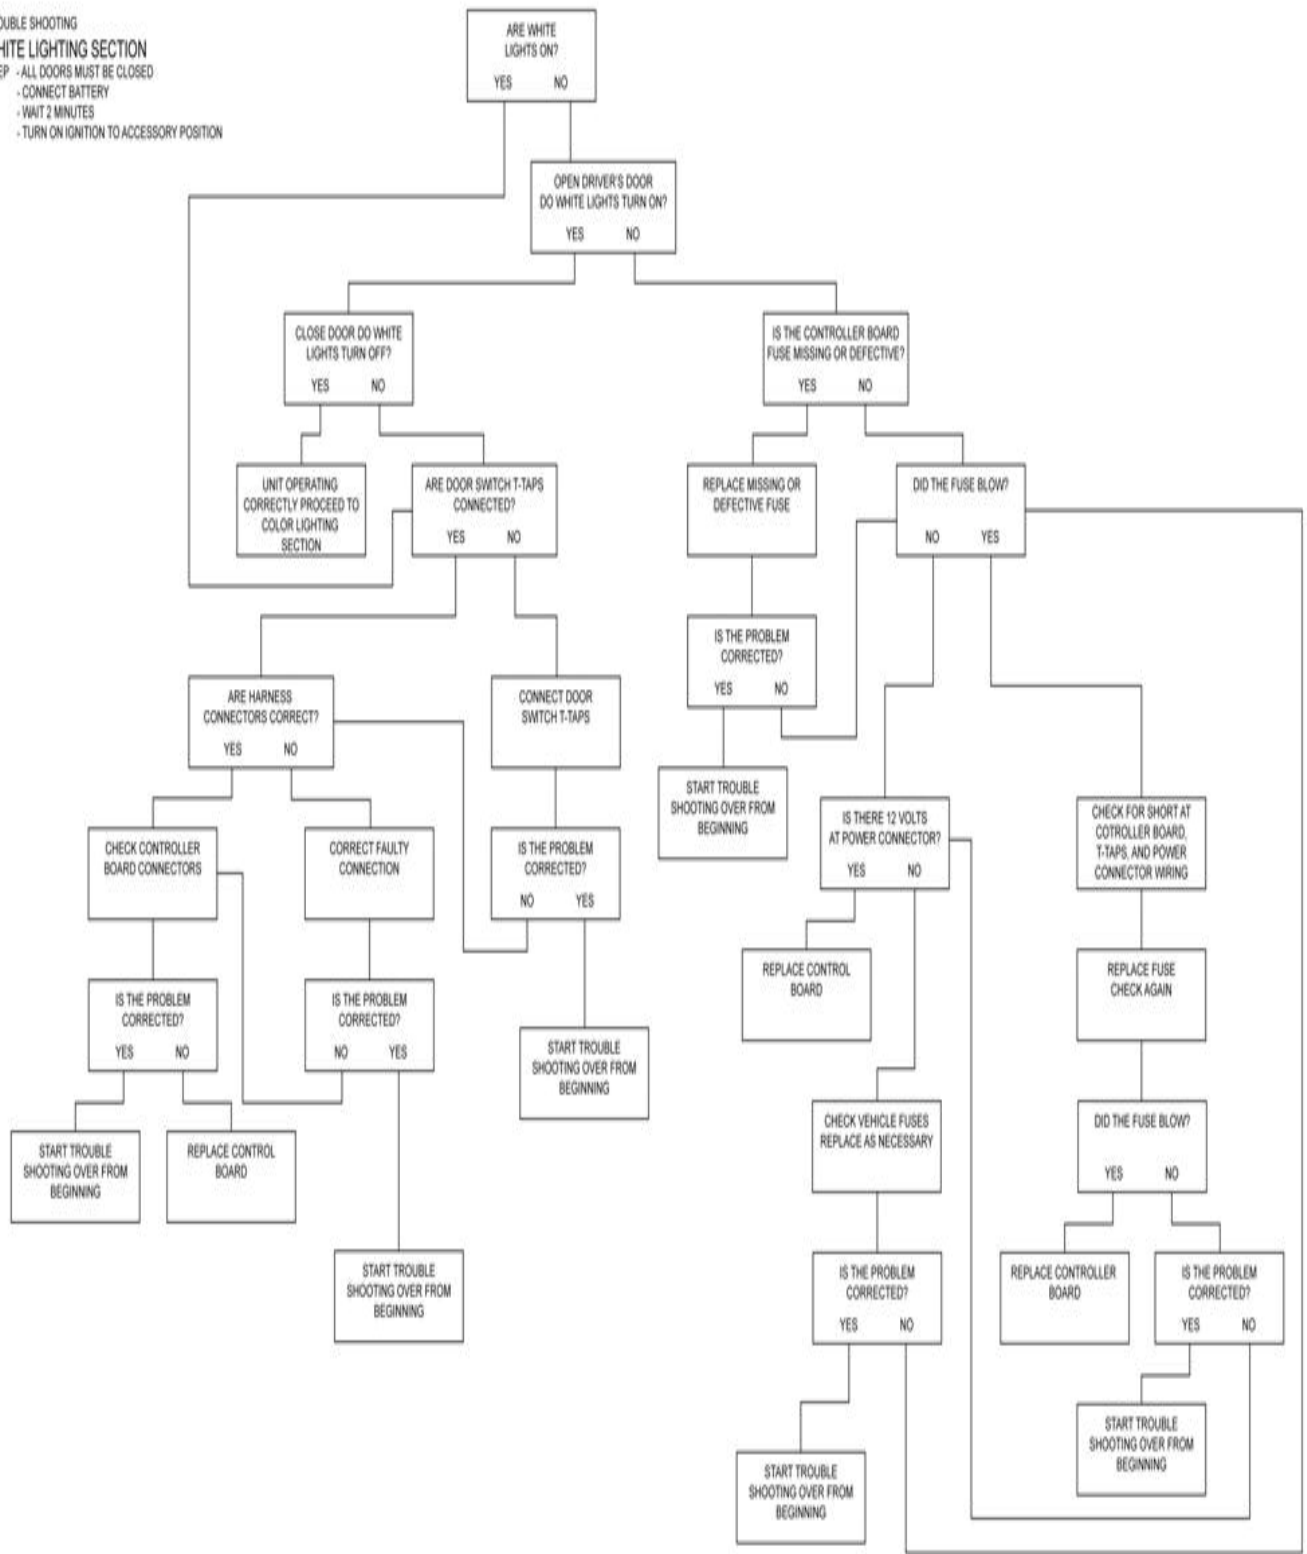 OUBLE SHOOTING
HITE LIGHTING SECTION
EP - ALL DOORS MUST BE CLOSED
- CONNECT BATTERY
- WAIT 2 MINUTES
- TURN ON IGNITION TO ACCESSORY POSITION
ARE WHITE
LIGHTS ON?
YES NO
OPEN DRIVER'S DOOR
DO WHITE LIGHTS TURN ON?
YES NO
CLOSE DOOR DO WHITE
LIGHTS TURN OFF?
YES NO
IS THE CONTROLLER BOARD
FUSE MISSING OR DEFECTIVE?
YES NO
UNIT OPERATING
CORRECTLY PROCEED TO
COLOR LIGHTING
SECTION
ARE DOOR SWITCH T-TAPS
CONNECTED?
YES NO
REPLACE MISSING OR
DEFECTIVE FUSE
DID THE FUSE BLOW?
NO YES
IS THE PROBLEM
CORRECTED?
YES NO
ARE HARNESS
CONNECTORS CORRECT?
YES NO
CONNECT DOOR
SWITCH T-TAPS
START TROUBLE
SHOOTING OVER FROM
BEGINNING
IS THERE 12 VOLTS
AT POWER CONNECTOR?
YES NO
CHECK FOR SHORT AT
COTROLLER BOARD,
T-TAPS, AND POWER
CONNECTOR WIRING
CHECK CONTROLLER
BOARD CONNECTORS
CORRECT FAULTY
CONNECTION
IS THE PROBLEM
CORRECTED?
NO YES
REPLACE CONTROL
BOARD
REPLACE FUSE
CHECK AGAIN
IS THE PROBLEM
CORRECTED?
YES NO
IS THE PROBLEM
CORRECTED?
NO YES
START TROUBLE
SHOOTING OVER FROM
BEGINNING
CHECK VEHICLE FUSES
REPLACE AS NECESSARY
DID THE FUSE BLOW?
YES NO
START TROUBLE
SHOOTING OVER FROM
BEGINNING
REPLACE CONTROL
BOARD
START TROUBLE
SHOOTING OVER FROM
BEGINNING
IS THE PROBLEM
CORRECTED?
YES NO
REPLACE CONTROLLER
BOARD
IS THE PROBLEM
CORRECTED?
YES NO
START TROUBLE
SHOOTING OVER FROM
BEGINNING
START TROUBLE
SHOOTING OVER FROM
BEGINNING